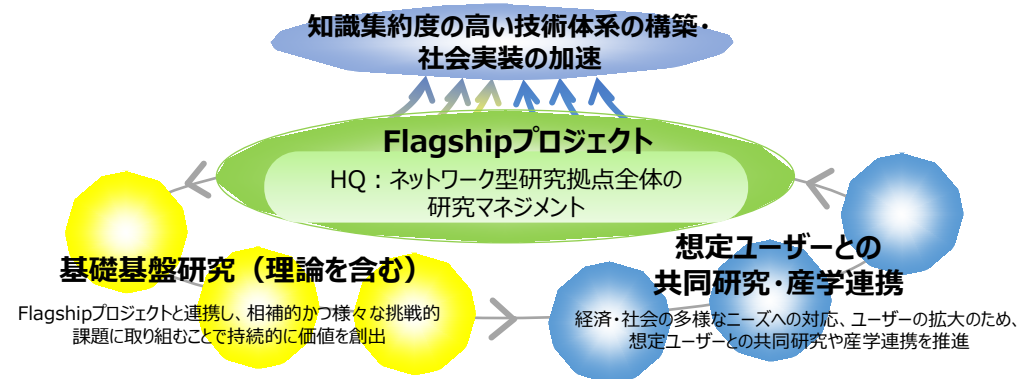 知識集約度の高い技術体系の構築・
社会実装の加速
Flagshipプロジェクト
HQ：ネットワーク型研究拠点全体の
研究マネジメント
基礎基盤研究（理論を含む）
Flagshipプロジェクトと連携し、相補的かつ様々な挑戦的
課題に取り組むことで持続的に価値を創出
想定ユーザーとの
共同研究・産学連携
経済・社会の多様なニーズへの対応、ユーザーの拡大のため、
想定ユーザーとの共同研究や産学連携を推進